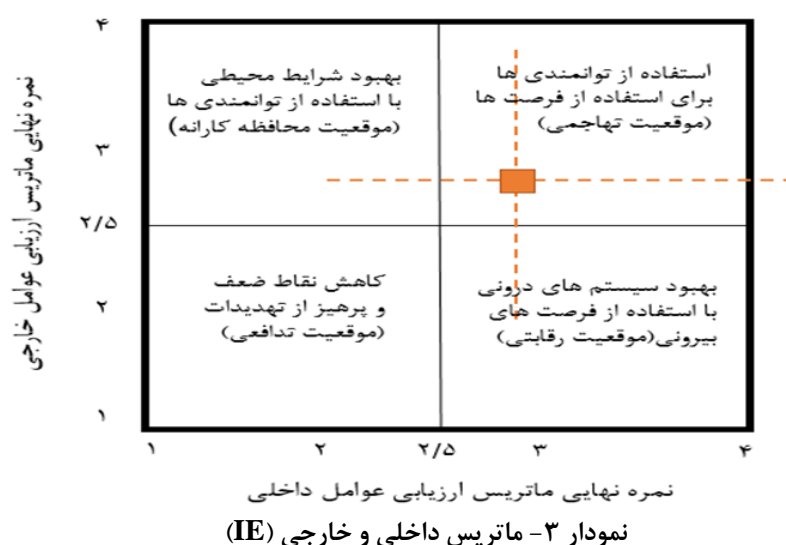 ۴
۳
۲/۵
۲
۱
نمره نهایی ماتریس ارزیابی عوامل خارجی
استفاده از توانمندی ها
برای استفاده از فرصت ها
(موقعیت تهاجمی)
بهبود شرایط محیطی
با استفاده از توانمندی ها
(موقعیت محافظه کارانه)
بهبود سیستم های درونی
با استفاده از فرصت های
بیرونی(موقعیت رقابتی)
کاهش نقاط ضعف
و پرهیز از تهدیدات
(موقعیت تدافعی)
۱ ۲ ۲/۵ ۳ ۴
نمره نهایی ماتریس ارزیابی عوامل داخلی
نمودار ۳- ماتریس داخلی و خارجی (IE)